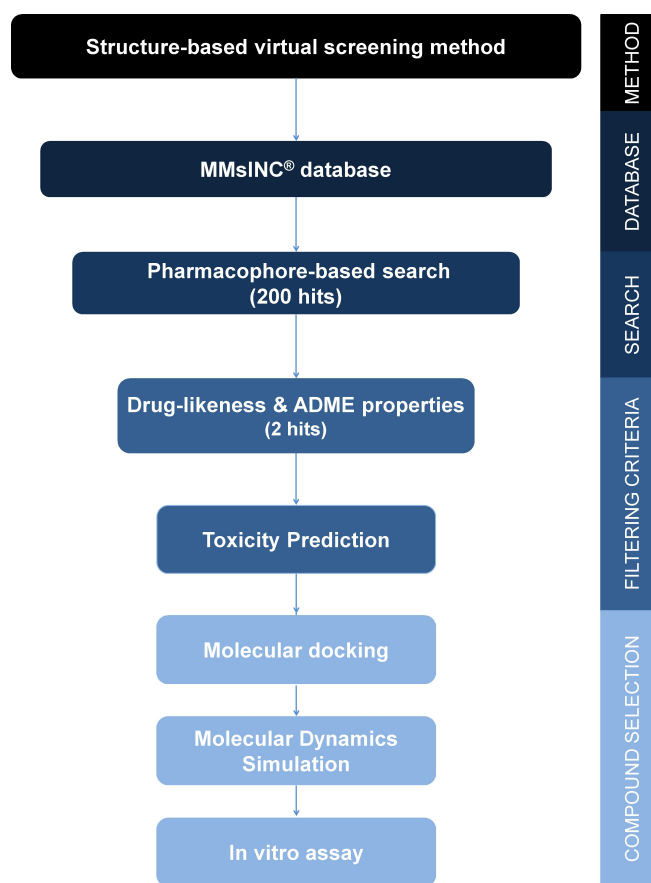 Structure-based virtual screening method
MMsINC® database
Pharmacophore-based search
(200 hits)
Drug-likeness & ADME properties
(2 hits)
Toxicity Prediction
Molecular docking
Molecular Dynamics
Simulation
In vitro assay
METHOD
DATABASE
SEARCH
FILTERING CRITERIA
COMPOUND SELECTION